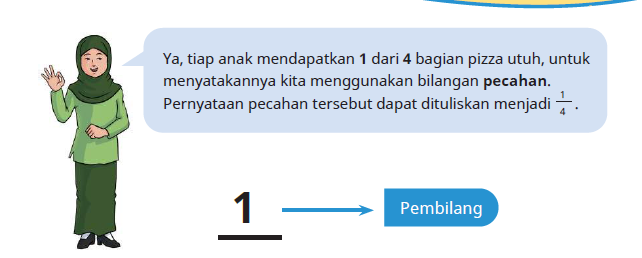 Ya, tiap anak mendapatkan 1 dari 4 bagian pizza utuh, untuk
menyatakannya kita menggunakan bilangan pecahan.
Pernyataan pecahan tersebut dapat dituliskan menjadi 1/4.
1
Pembilang